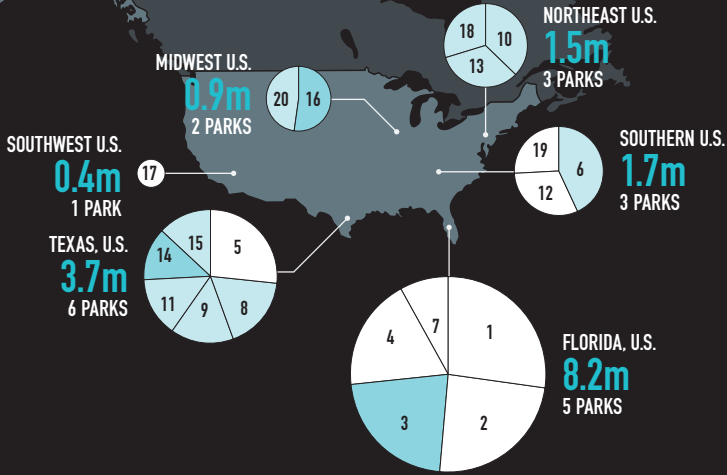 NORTHEAST U.S.
1.5m
3 PARKS
18
10
13
MIDWEST U.S.
0.9m
2 PARKS
20
16
SOUTHWEST U.S.
0.4m
1 PARK
17
SOUTHERN U.S.
1.7m
3 PARKS
19
6
12
TEXAS, U.S.
3.7m
6 PARKS
15
5
14
11
9
8
FLORIDA, U.S.
8.2m
5 PARKS
7
1
4
3
2